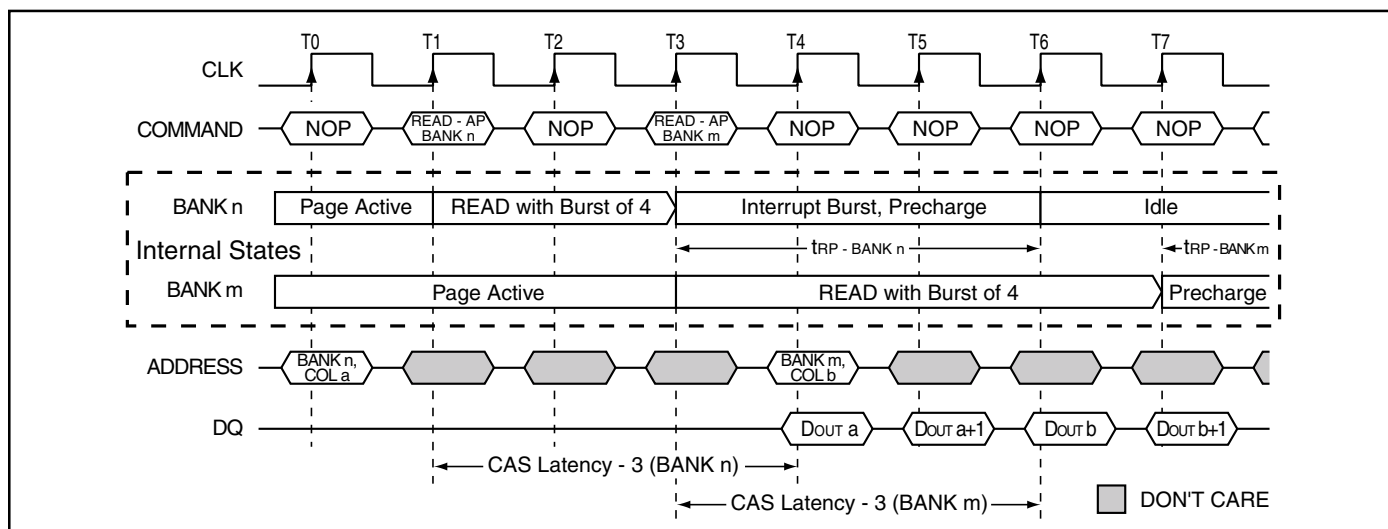 T0 T1 T2 T3 T4 T5 T6 T7
CLK
COMMAND NOP READ - AP BANK n NOP READ - AP BANK m NOP NOP NOP NOP
BANK n Page Active READ with Burst of 4 Interrupt Burst, Precharge Idle
Internal States tRP - BANK n tRP - BANK m
BANK m Page Active READ with Burst of 4 Precharge
ADDRESS BANK n, COL a BANK m, COL b
DQ DOUT a DOUT a+1 DOUT b DOUT b+1
CAS Latency - 3 (BANK n)
CAS Latency - 3 (BANK m) DON'T CARE